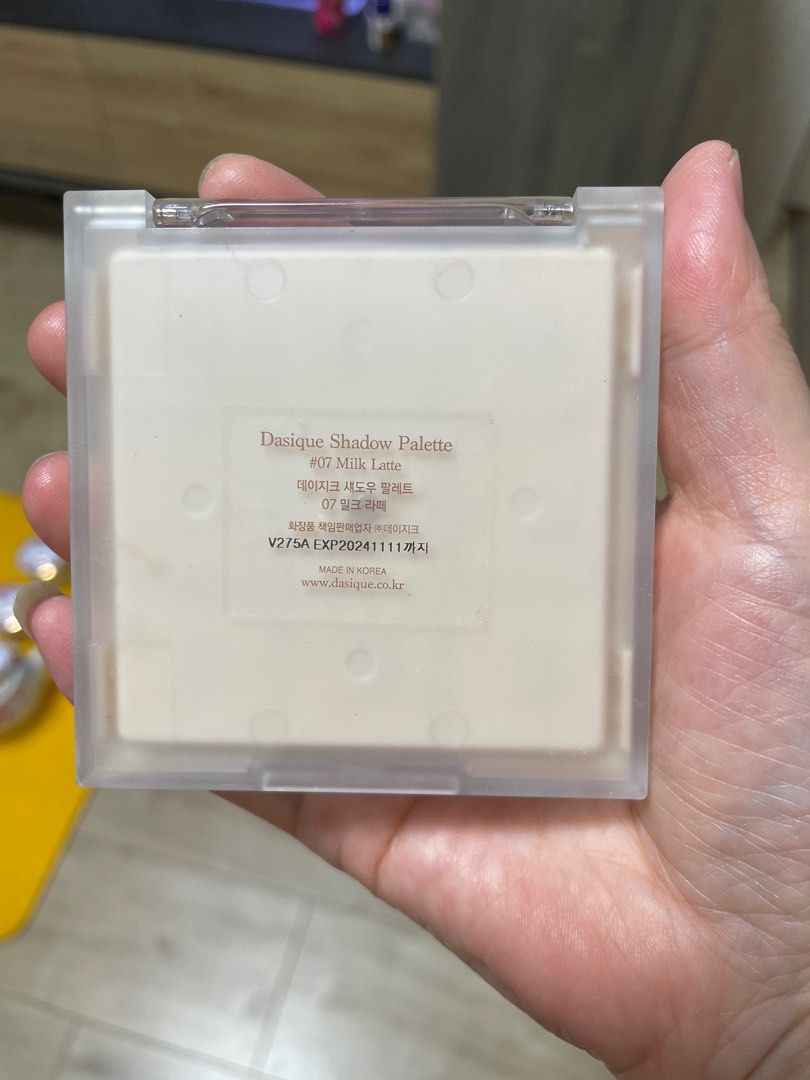 Dasique Shadow Palette
#07 Milk Latte
데이지크 섀도우 팔레트
07 밀크 라떼
화장품 책임판매업자 ㈜데이지크
V275A EXP20241111까지
MADE IN KOREA
www.dasique.co.kr